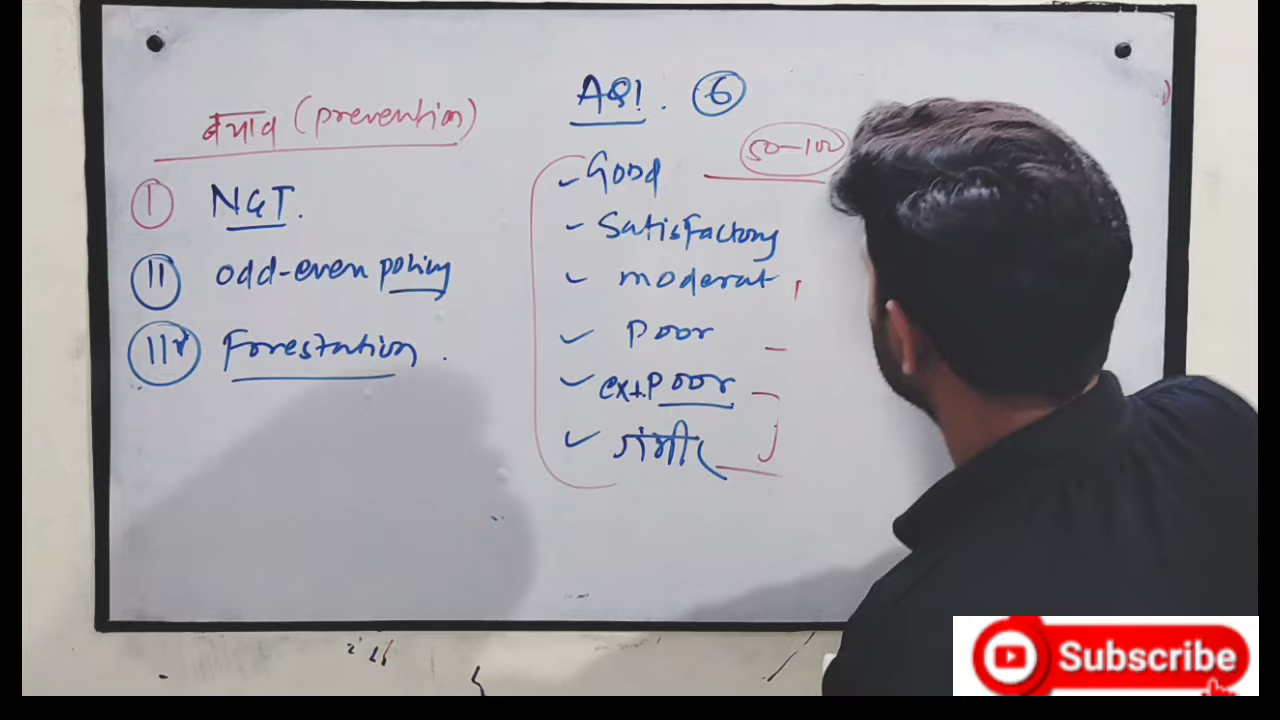 बचाव (prevention)
I NGT.
II odd-even policy
III Forestation.
AQI. 6
50-100
Good
Satisfactory
moderat
Poor
ext.Poor
गंभीर
Subscribe